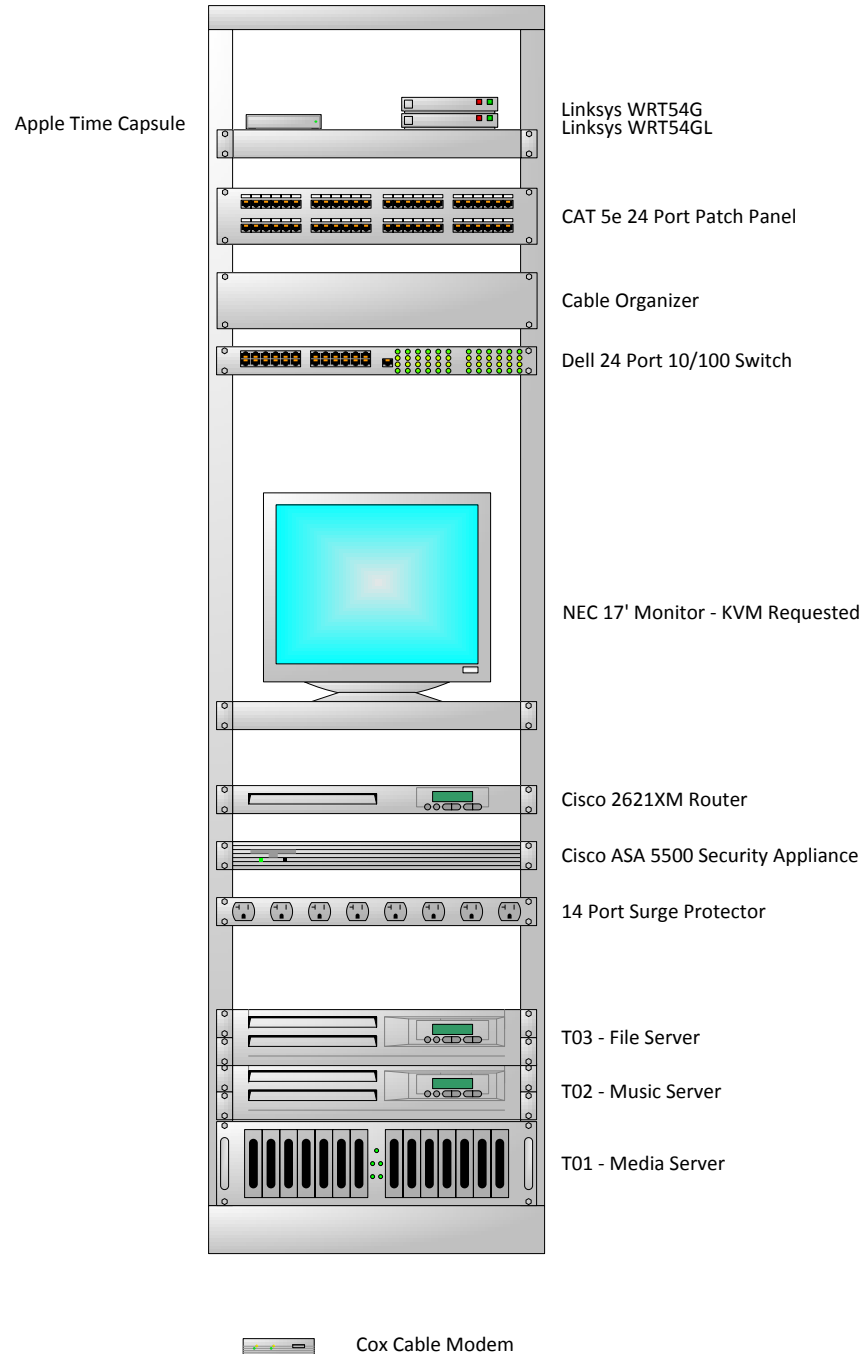 Apple Time Capsule
Linksys WRT54G
Linksys WRT54GL
CAT 5e 24 Port Patch Panel
Cable Organizer
Dell 24 Port 10/100 Switch
NEC 17' Monitor - KVM Requested
Cisco 2621XM Router
Cisco ASA 5500 Security Appliance
14 Port Surge Protector
T03 - File Server
T02 - Music Server
T01 - Media Server
Cox Cable Modem